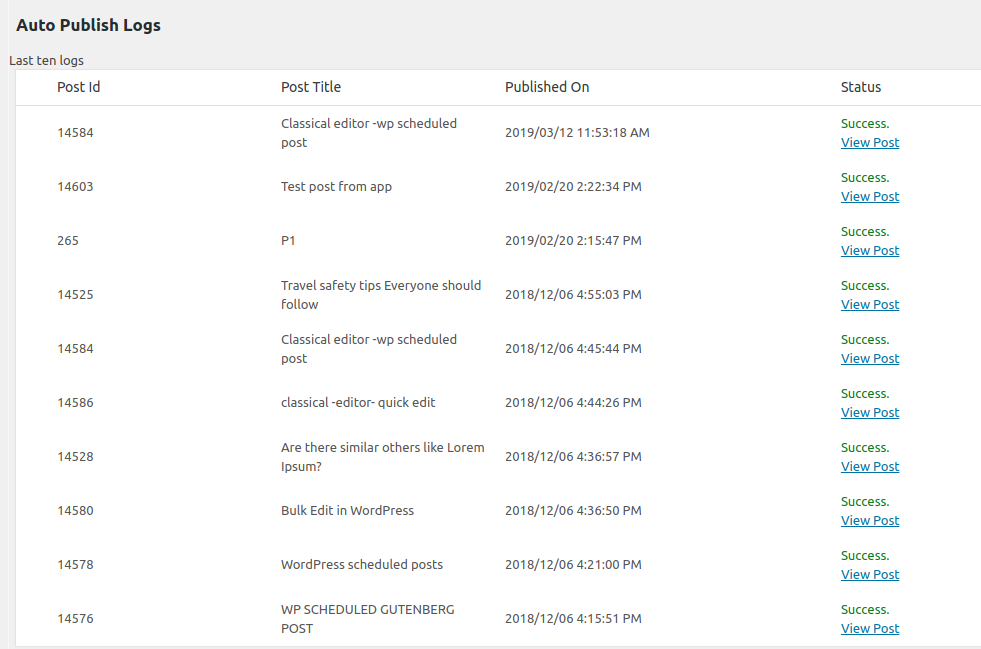 Auto Publish Logs
Last ten logs
Post Id Post Title Published On Status
14584 Classical editor -wp scheduled post 2019/03/12 11:53:18 AM Success. View Post
14603 Test post from app 2019/02/20 2:22:34 PM Success. View Post
265 P1 2019/02/20 2:15:47 PM Success. View Post
14525 Travel safety tips Everyone should follow 2018/12/06 4:55:03 PM Success. View Post
14584 Classical editor -wp scheduled post 2018/12/06 4:45:44 PM Success. View Post
14586 classical -editor- quick edit 2018/12/06 4:44:26 PM Success. View Post
14528 Are there similar others like Lorem Ipsum? 2018/12/06 4:36:57 PM Success. View Post
14580 Bulk Edit in WordPress 2018/12/06 4:36:50 PM Success. View Post
14578 WordPress scheduled posts 2018/12/06 4:21:00 PM Success. View Post
14576 WP SCHEDULED GUTENBERG POST 2018/12/06 4:15:51 PM Success. View Post